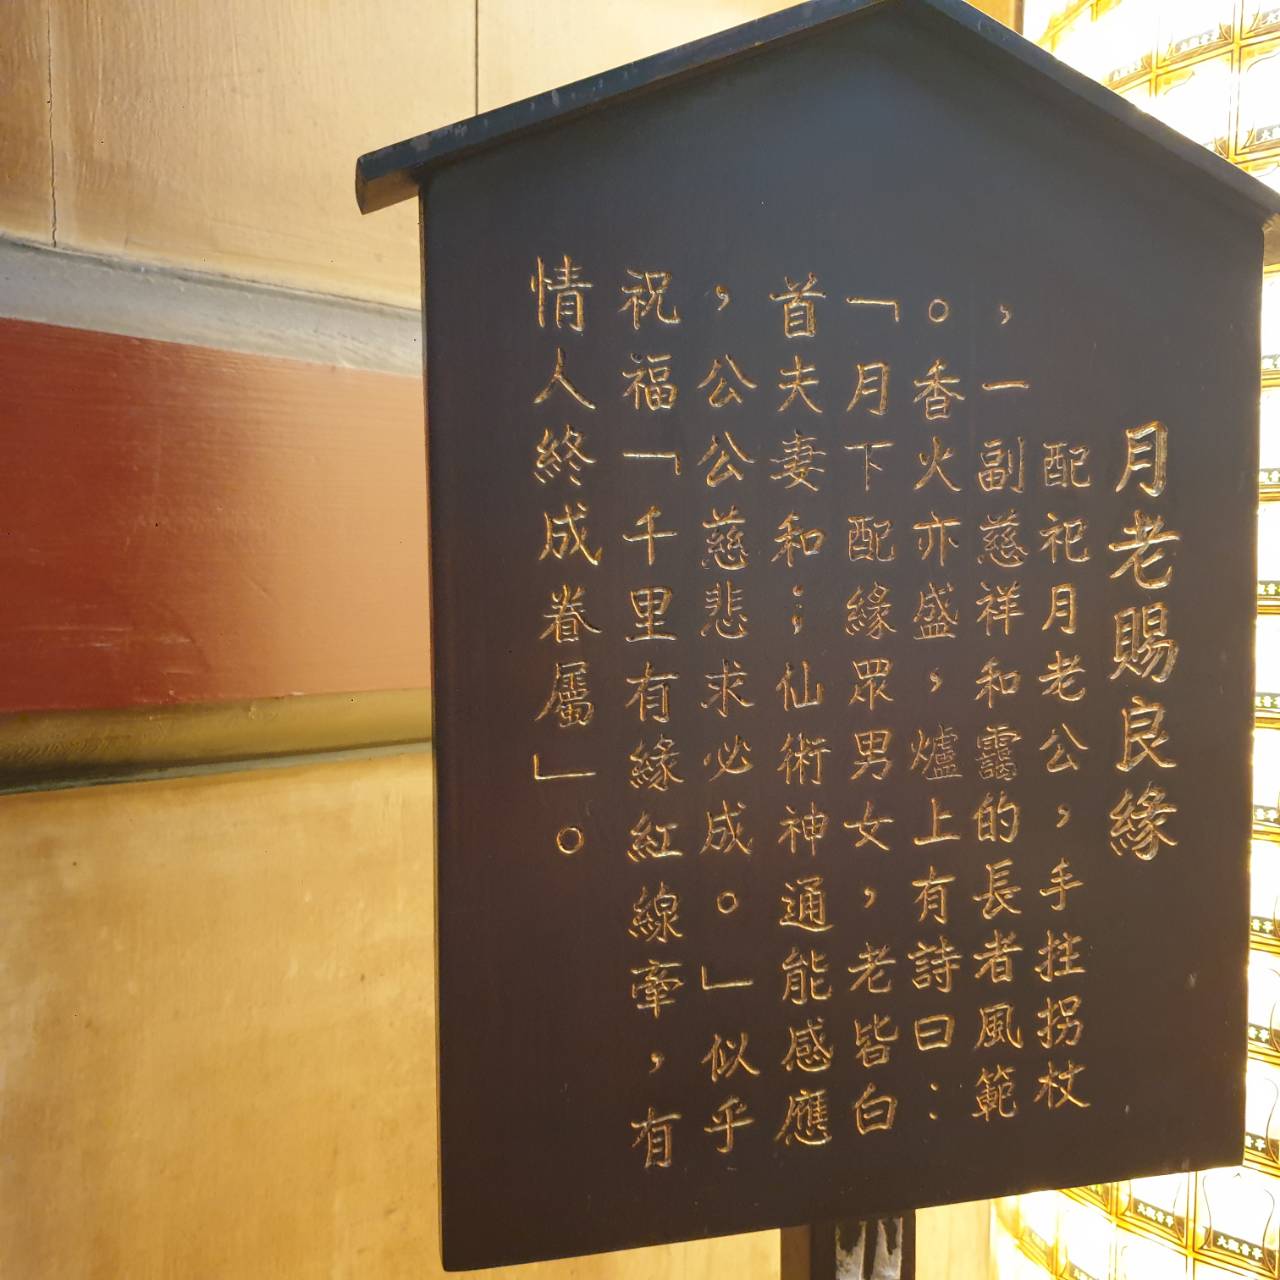 月老賜良緣
配祀月老公，手拄拐杖
，一副慈祥和靄的長者風範
。香火亦盛，爐上有詩曰：
「月下配緣眾男女，老皆白
首夫妻和；仙術神通能感應
，公公慈悲求必成。」似乎
祝福「千里有緣紅線牽，有
情人終成眷屬」。
大觀音亭